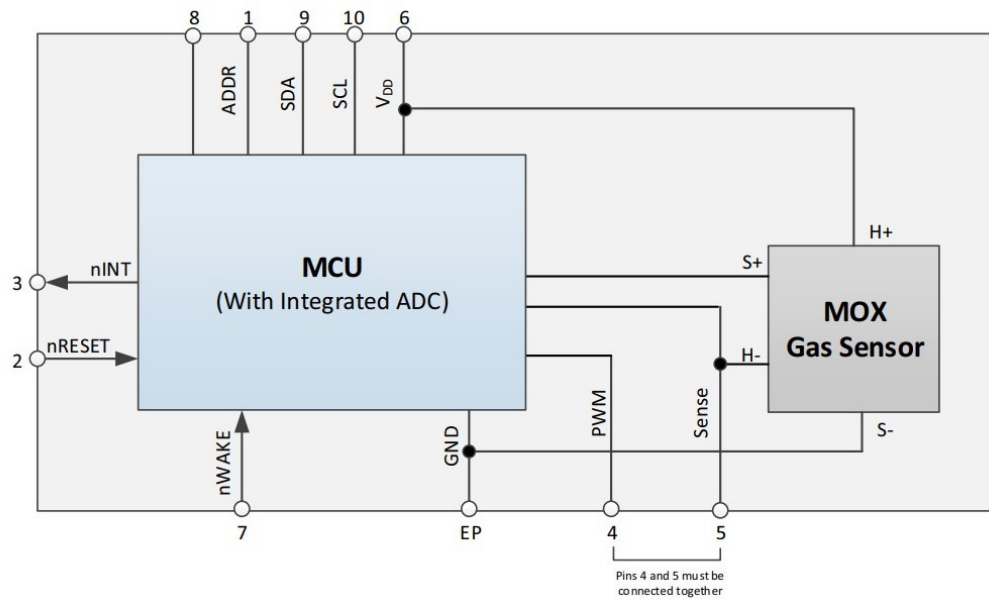 8 1 9 10 6
ADDR
SDA
SCL
VDD
H+
MCU
(With Integrated ADC)
S+
MOX
Gas Sensor
H-
S-
3 nINT
2 nRESET
nWAKE
GND
PWM
Sense
7 EP 4 5
Pins 4 and 5 must be
connected together